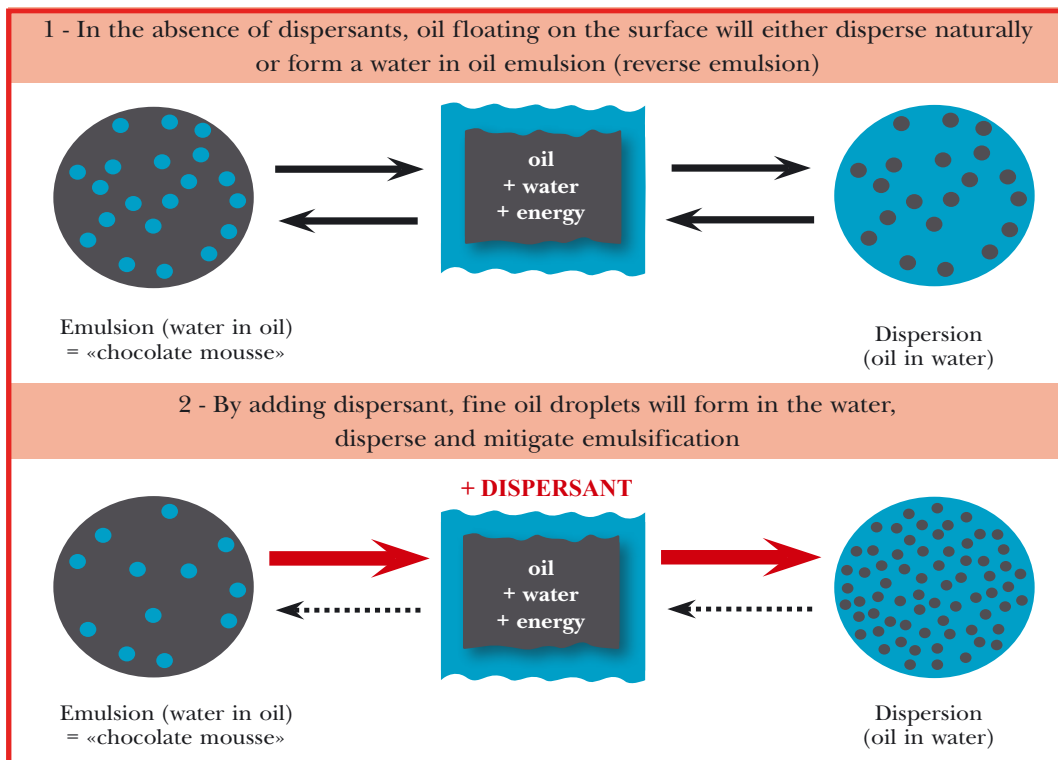 1 - In the absence of dispersants, oil floating on the surface will either disperse naturally
or form a water in oil emulsion (reverse emulsion)
oil
+ water
+ energy
Emulsion (water in oil)
= «chocolate mousse»
Dispersion
(oil in water)
2 - By adding dispersant, fine oil droplets will form in the water,
disperse and mitigate emulsification
+ DISPERSANT
oil
+ water
+ energy
Emulsion (water in oil)
= «chocolate mousse»
Dispersion
(oil in water)